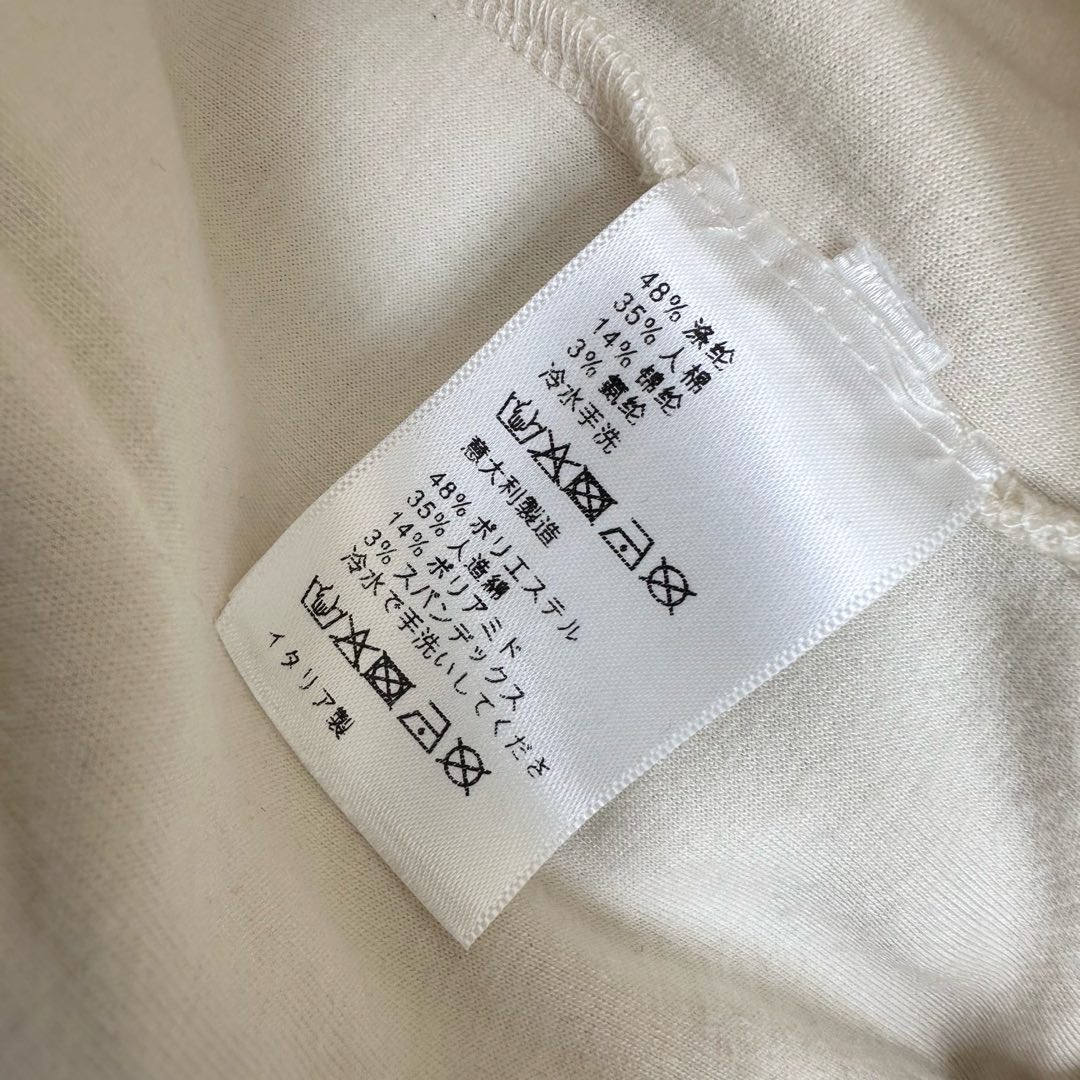 48% 涤纶
35% 人棉
14% 锦纶
3% 氨纶
冷水手洗
意大利製造
48% ポリエステル
35% 人造綿
14% ポリアミド
3% スパンデックス
冷水で手洗いしてくださ
イタリア製